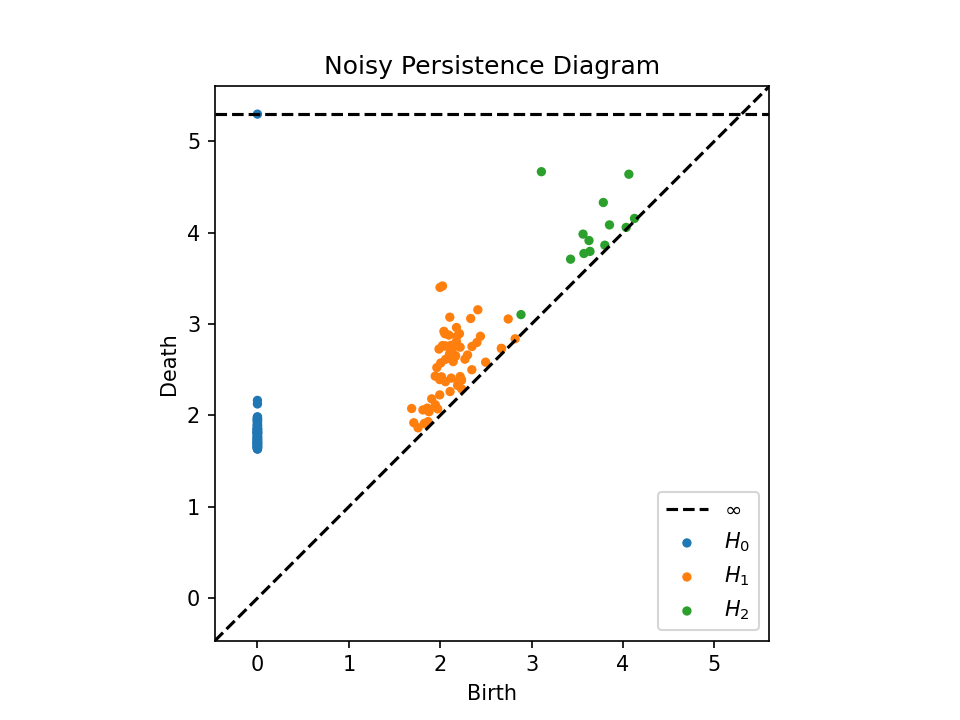 Noisy Persistence Diagram
Death
5
4
3
2
1
0
0 1 2 3 4 5
Birth
∞
H₀
H₁
H₂